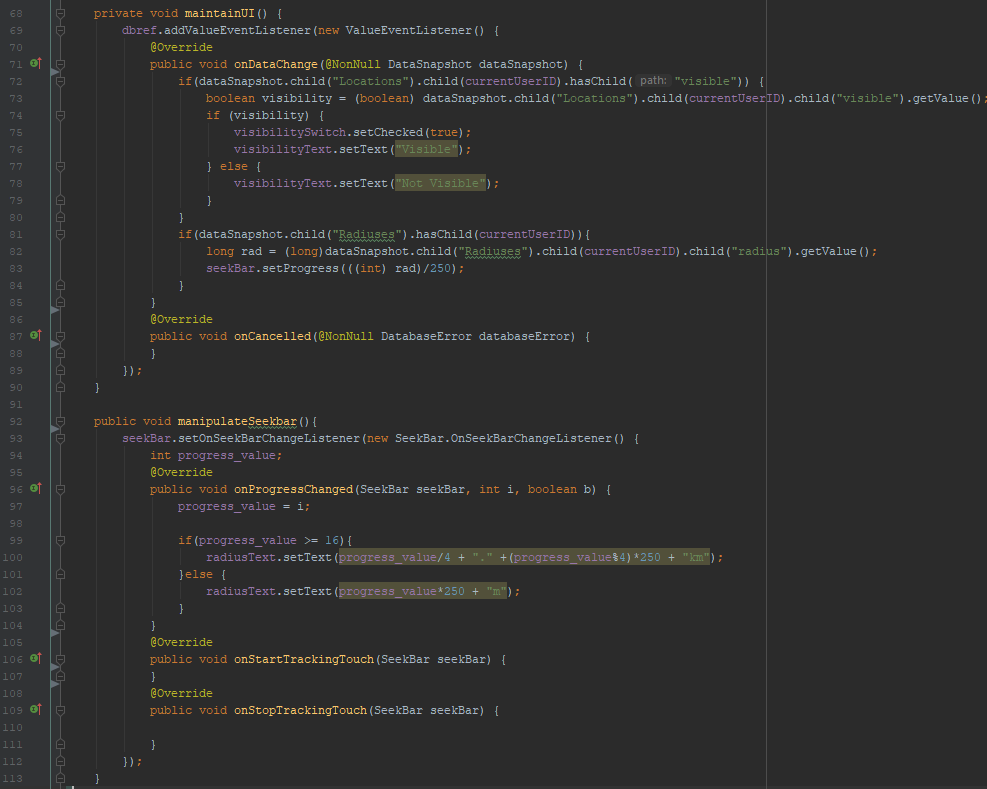 68 private void maintainUI() {
69 dbref.addValueEventListener(new ValueEventListener() {
70 @Override
71 public void onDataChange(@NonNull DataSnapshot dataSnapshot) {
72 if(dataSnapshot.child("Locations").child(currentUserID).hasChild( path: "visible")) {
73 boolean visibility = (boolean) dataSnapshot.child("Locations").child(currentUserID).child("visible").getValue();
74 if (visibility) {
75 visibilitySwitch.setChecked(true);
76 visibilityText.setText("Visible");
77 } else {
78 visibilityText.setText("Not Visible");
79 }
80 }
81 if(dataSnapshot.child("Radiuses").hasChild(currentUserID)){
82 long rad = (long)dataSnapshot.child("Radiuses").child(currentUserID).child("radius").getValue();
83 seekBar.setProgress(((int) rad)/250);
84 }
85 }
86 @Override
87 public void onCancelled(@NonNull DatabaseError databaseError) {
88 }
89 });
90 }
91
92 public void manipulateSeekbar(){
93 seekBar.setOnSeekBarChangeListener(new SeekBar.OnSeekBarChangeListener() {
94 int progress_value;
95 @Override
96 public void onProgressChanged(SeekBar seekBar, int i, boolean b) {
97 progress_value = i;
98
99 if(progress_value >= 16){
100 radiusText.setText(progress_value/4 + "." +(progress_value%4)*250 + "km");
101 }else {
102 radiusText.setText(progress_value*250 + "m");
103 }
104 }
105 @Override
106 public void onStartTrackingTouch(SeekBar seekBar) {
107 }
108 @Override
109 public void onStopTrackingTouch(SeekBar seekBar) {
110
111 }
112 });
113 }